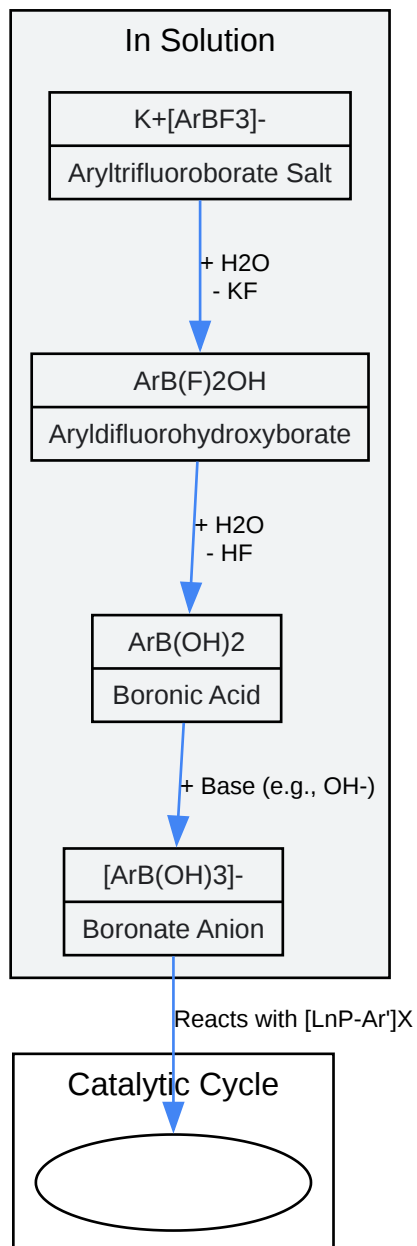 In Solution
K+[ArBF3]-
Aryltrifluoroborate Salt
+ H2O
- KF
ArB(F)2OH
Aryldifluorohydroxyborate
+ H2O
- HF
ArB(OH)2
Boronic Acid
+ Base (e.g., OH-)
[ArB(OH)3]-
Boronate Anion
Reacts with [LnP-Ar']X
Catalytic Cycle